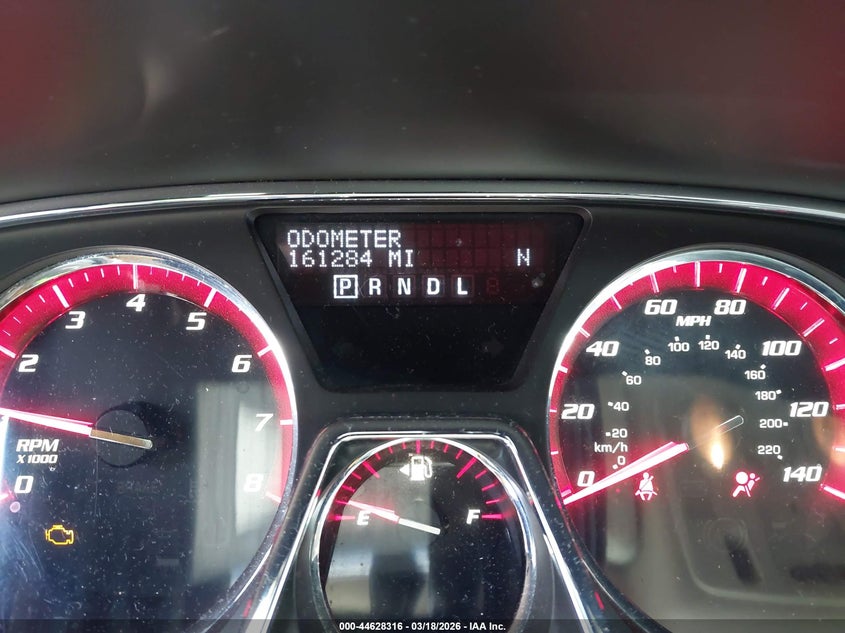 ODOMETER
161284 MI N
P R N D L
0 2 3 4 5 6 7 8
RPM
X1000
E F
0 20 40 60 80 100 120 140
MPH
0 20 40 60 80 100 120 140 160 180 200 220
km/h
000-44628316 - 03/18/2026 - IAA Inc.